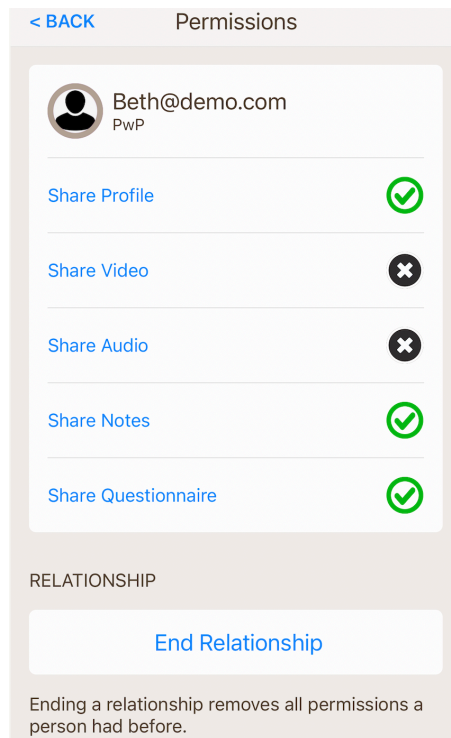 < BACK Permissions
Beth@demo.com
PwP
Share Profile
Share Video
Share Audio
Share Notes
Share Questionnaire
RELATIONSHIP
End Relationship
Ending a relationship removes all permissions a
person had before.